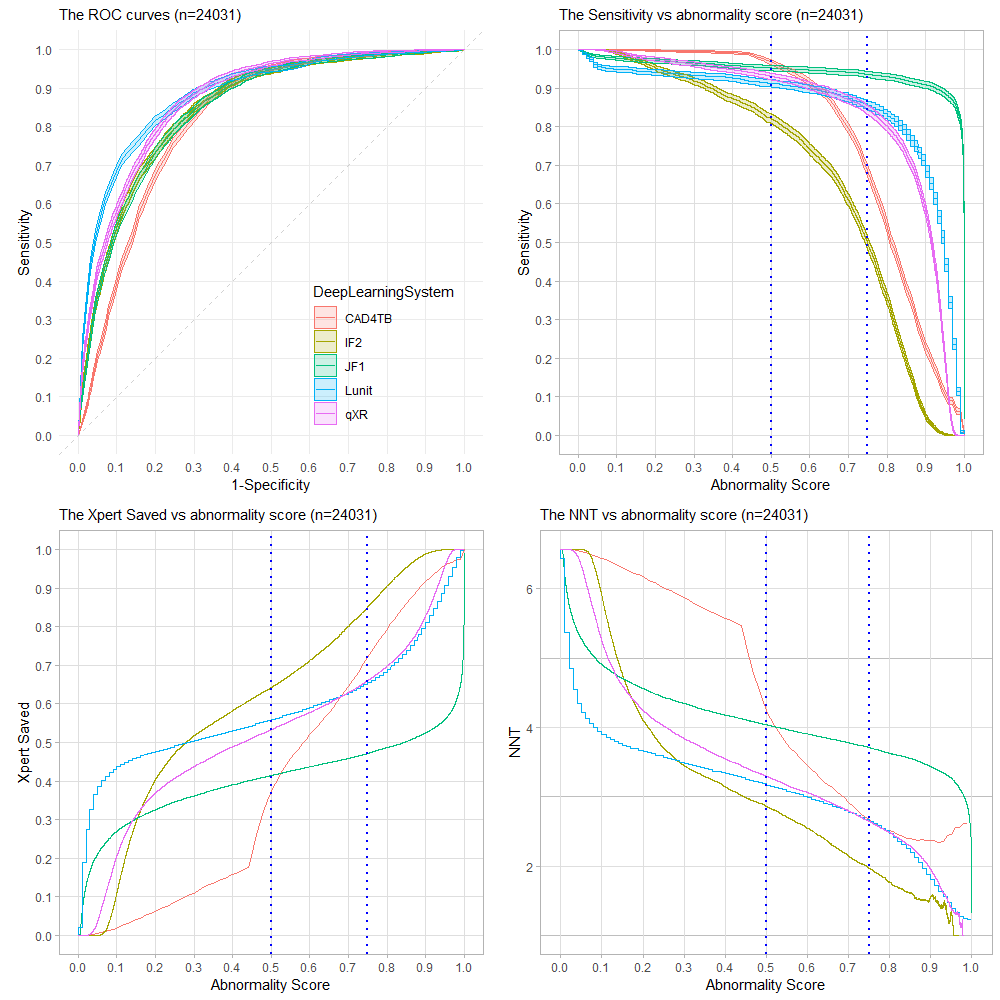 The ROC curves (n=24031)
1.0
0.9
0.8
0.7
0.6
0.5
0.4
0.3
0.2
0.1
0.0
Sensitivity
DeepLearningSystem
CAD4TB
IF2
JF1
Lunit
qXR
0.0 0.1 0.2 0.3 0.4 0.5 0.6 0.7 0.8 0.9 1.0
1-Specificity
The Sensitivity vs abnormality score (n=24031)
1.0
0.9
0.8
0.7
0.6
0.5
0.4
0.3
0.2
0.1
0.0
Sensitivity
0.0 0.1 0.2 0.3 0.4 0.5 0.6 0.7 0.8 0.9 1.0
Abnormality Score
The Xpert Saved vs abnormality score (n=24031)
1.0
0.9
0.8
0.7
0.6
0.5
0.4
0.3
0.2
0.1
0.0
Xpert Saved
0.0 0.1 0.2 0.3 0.4 0.5 0.6 0.7 0.8 0.9 1.0
Abnormality Score
The NNT vs abnormality score (n=24031)
6
4
2
NNT
0.0 0.1 0.2 0.3 0.4 0.5 0.6 0.7 0.8 0.9 1.0
Abnormality Score